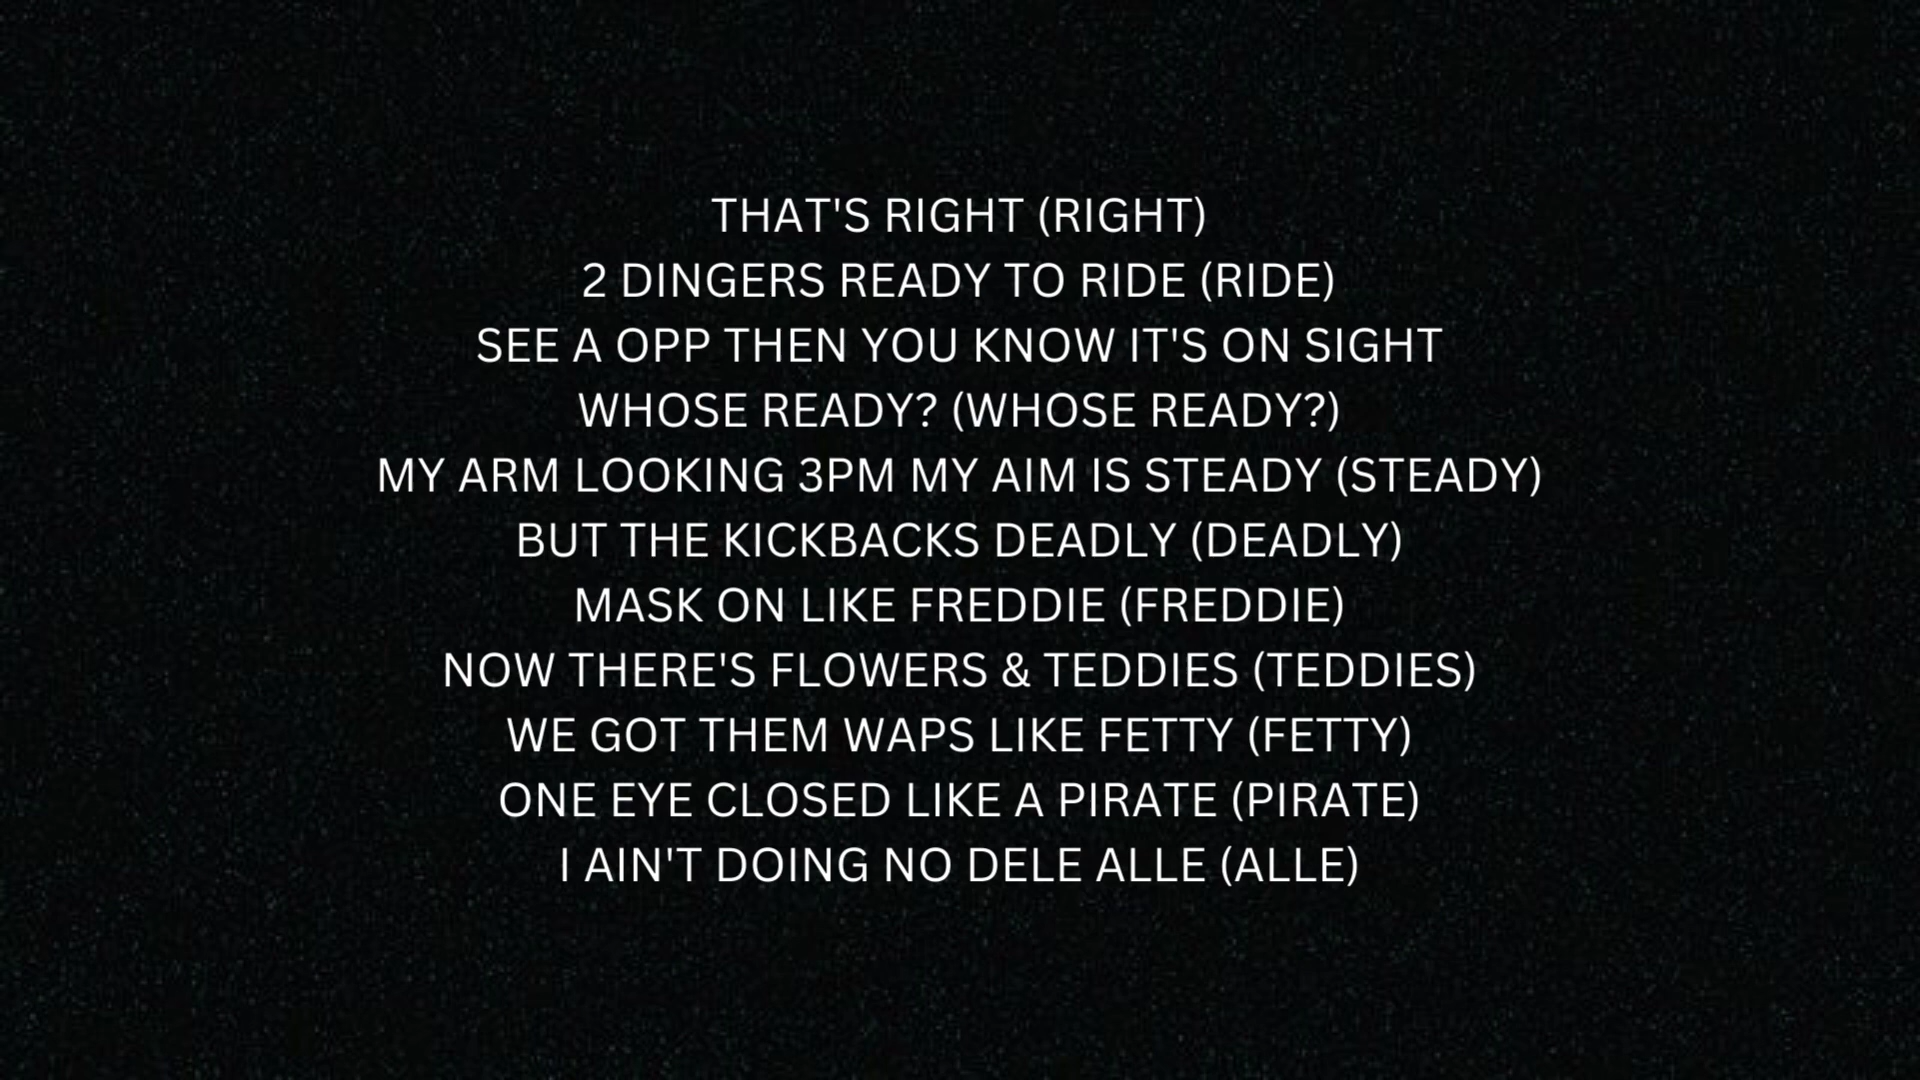 THAT'S RIGHT (RIGHT)
2 DINGERS READY TO RIDE (RIDE)
SEE A OPP THEN YOU KNOW IT'S ON SIGHT
WHOSE READY? (WHOSE READY?)
MY ARM LOOKING 3PM MY AIM IS STEADY (STEADY)
BUT THE KICKBACKS DEADLY (DEADLY)
MASK ON LIKE FREDDIE (FREDDIE)
NOW THERE'S FLOWERS & TEDDIES (TEDDIES)
WE GOT THEM WAPS LIKE FETTY (FETTY)
ONE EYE CLOSED LIKE A PIRATE (PIRATE)
I AIN'T DOING NO DELE ALLE (ALLE)